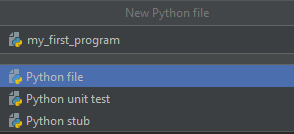 New Python file
my_first_program
Python file
Python unit test
Python stub